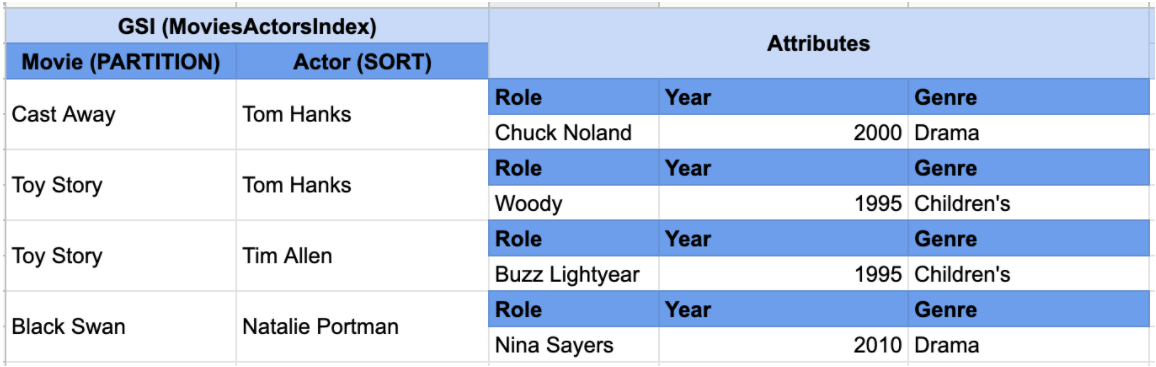 GSI (MoviesActorsIndex)
Attributes
Movie (PARTITION) Actor (SORT)
Role Year Genre
Cast Away Tom Hanks
Chuck Noland 2000 Drama
Role Year Genre
Toy Story Tom Hanks
Woody 1995 Children's
Role Year Genre
Toy Story Tim Allen
Buzz Lightyear 1995 Children's
Role Year Genre
Black Swan Natalie Portman
Nina Sayers 2010 Drama